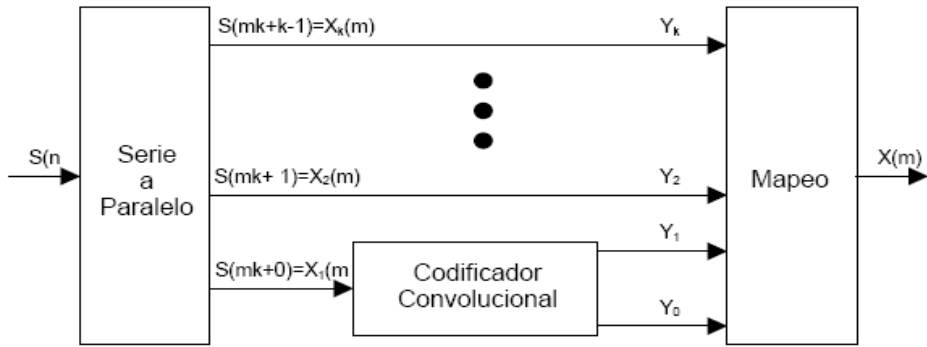 S(mk+k-1)=Xk(m)
Yk
S(n
Serie
a
Paralelo
S(mk+ 1)=X2(m)
Y2
Mapeo
X(m)
Y1
S(mk+0)=X1(m
Codificador
Convolucional
Y0